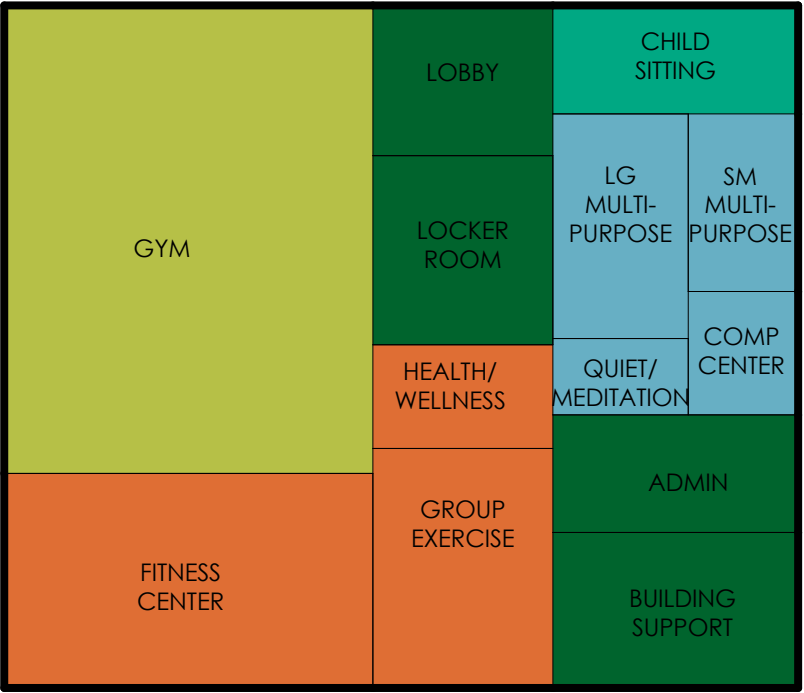 GYM
FITNESS
CENTER
LOBBY
LOCKER
ROOM
HEALTH/
WELLNESS
GROUP
EXERCISE
CHILD
SITTING
LG
MULTI-
PURPOSE
SM
MULTI-
PURPOSE
QUIET/
MEDITATION
COMP
CENTER
ADMIN
BUILDING
SUPPORT